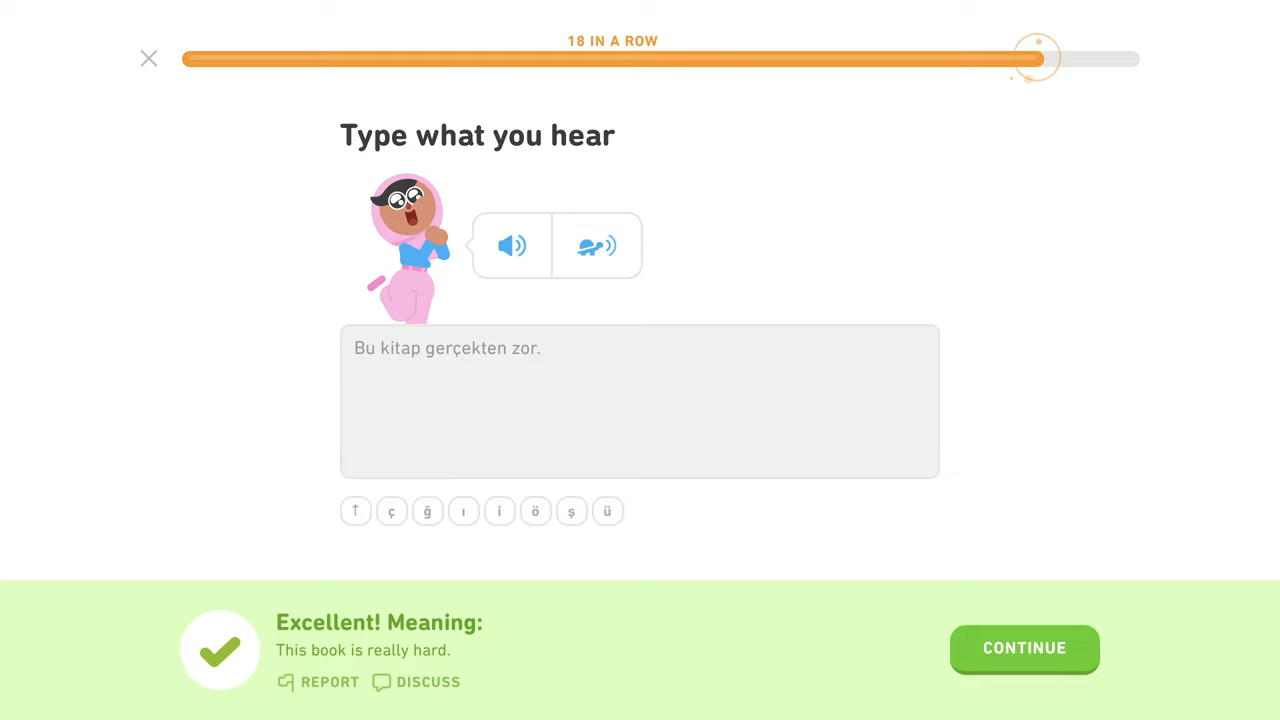 18 IN A ROW
Type what you hear
Bu kitap gerçekten zor.
↑ ç ğ ı i ö ş ü
Excellent! Meaning:
This book is really hard.
REPORT DISCUSS
CONTINUE